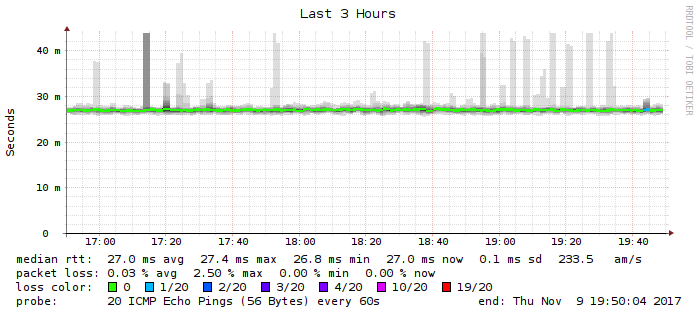 Last 3 Hours
RRDTOOL / TOBI OETIKER
Seconds
40 m
30 m
20 m
10 m
0
17:00 17:20 17:40 18:00 18:20 18:40 19:00 19:20 19:40
median rtt: 27.0 ms avg 27.4 ms max 26.8 ms min 27.0 ms now 0.1 ms sd 233.5 am/s
packet loss: 0.03 % avg 2.50 % max 0.00 % min 0.00 % now
loss color: 0 1/20 2/20 3/20 4/20 10/20 19/20
probe: 20 ICMP Echo Pings (56 Bytes) every 60s end: Thu Nov 9 19:50:04 2017